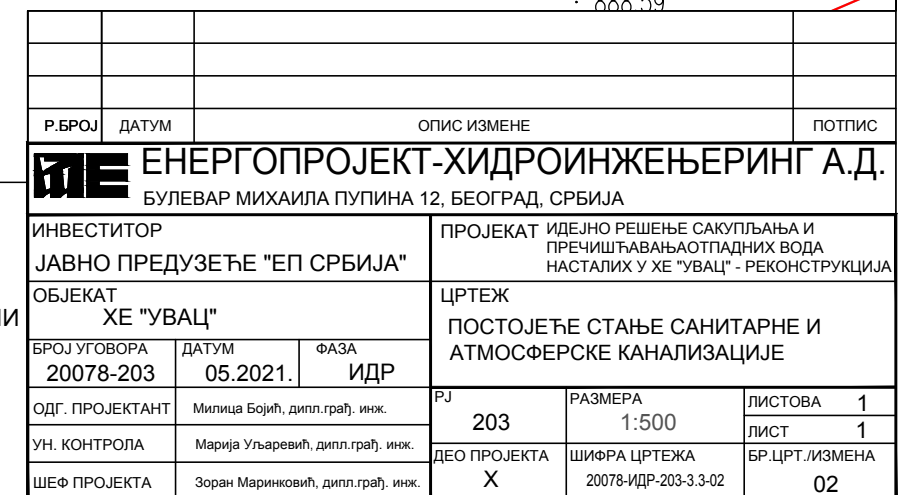 Р.БРОЈ ДАТУМ ОПИС ИЗМЕНЕ ПОТПИС
ЕНЕРГОПРОЈЕКТ-ХИДРОИНЖЕЊЕРИНГ А.Д.
БУЛЕВАР МИХАИЛА ПУПИНА 12, БЕОГРАД, СРБИЈА
ИНВЕСТИТОР
ЈАВНО ПРЕДУЗЕЋЕ "ЕП СРБИЈА"
ПРОЈЕКАТ ИДЕЈНО РЕШЕЊЕ САКУПЉАЊА И
ПРЕЧИШЋАВАЊАОТПАДНИХ ВОДА
НАСТАЛИХ У ХЕ "УВАЦ" - РЕКОНСТРУКЦИЈА
ОБЈЕКАТ
ХЕ "УВАЦ"
ЦРТЕЖ
ПОСТОЈЕЋЕ СТАЊЕ САНИТАРНЕ И
АТМОСФЕРСКЕ КАНАЛИЗАЦИЈЕ
БРОЈ УГОВОРА ДАТУМ ФАЗА
20078-203 05.2021. ИДР
ОДГ. ПРОЈЕКТАНТ Милица Бојић, дипл.грађ. инж.
УН. КОНТРОЛА Марија Уљаревић, дипл.грађ. инж.
ШЕФ ПРОЈЕКТА Зоран Маринковић, дипл.грађ. инж.
РЈ РАЗМЕРА ЛИСТОВА 1
203 1:500 ЛИСТ 1
ДЕО ПРОЈЕКТА ШИФРА ЦРТЕЖА БР.ЦРТ./ИЗМЕНА
X 20078-ИДР-203-3.3-02 02